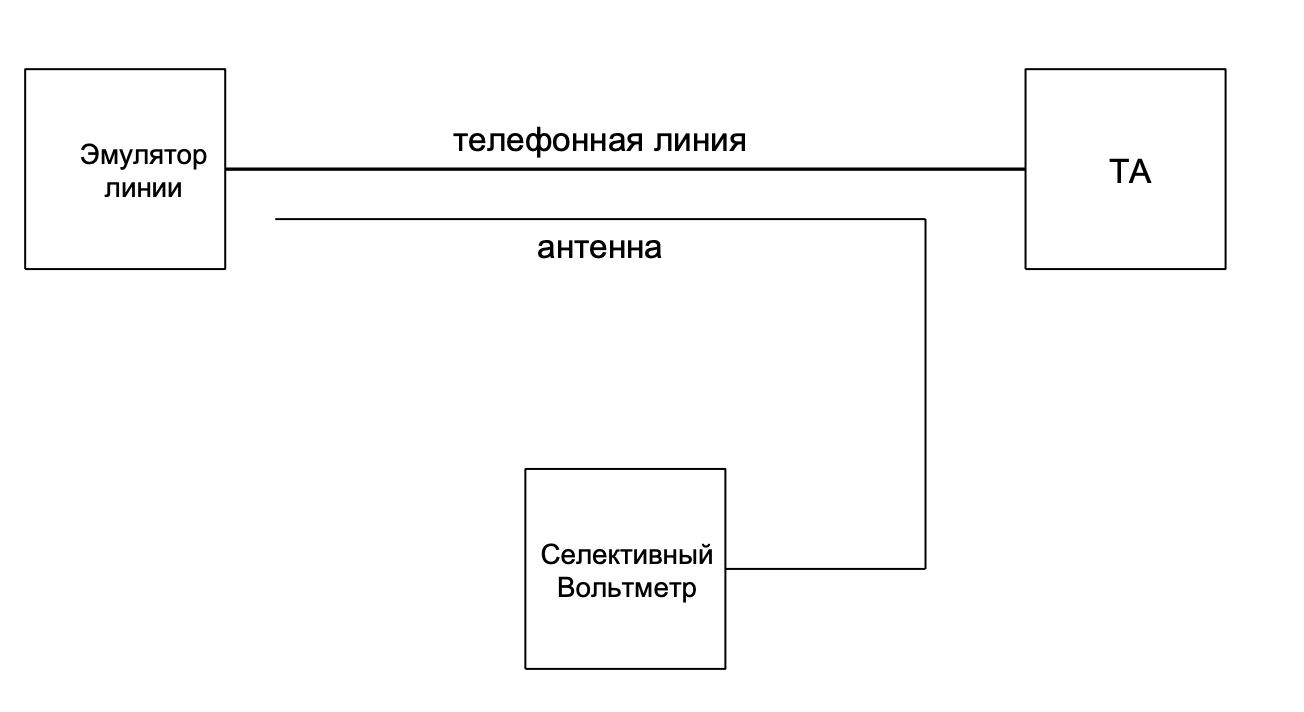 телефонная линия
Эмулятор
линии
ТА
антенна
Селективный
Вольтметр